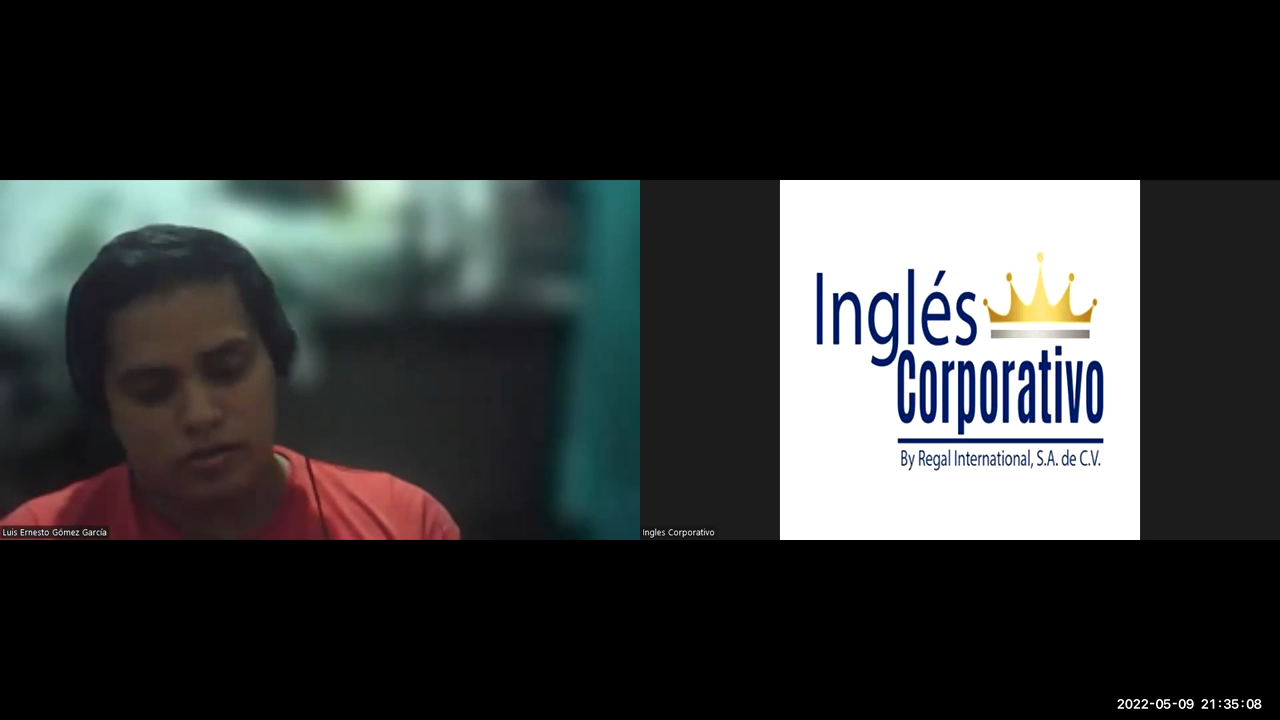 Inglés
Corporativo
By Regal International, S.A. de C.V.
Luis Ernesto Gómez García
Ingles Corporativo
2022-05-09 21:35:08